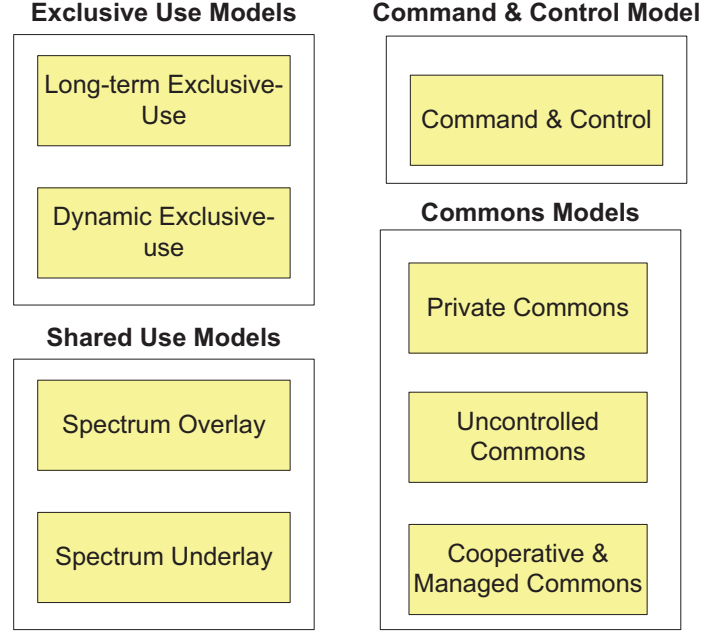 Exclusive Use Models
Long-term Exclusive-
Use
Dynamic Exclusive-
use
Shared Use Models
Spectrum Overlay
Spectrum Underlay
Command & Control Model
Command & Control
Commons Models
Private Commons
Uncontrolled
Commons
Cooperative &
Managed Commons